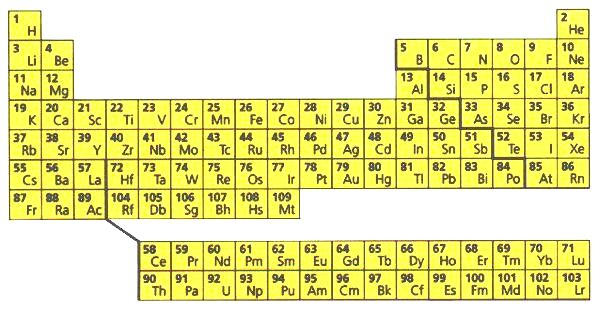 1 H 2 He
3 Li 4 Be 5 B 6 C 7 N 8 O 9 F 10 Ne
11 Na 12 Mg 13 Al 14 Si 15 P 16 S 17 Cl 18 Ar
19 K 20 Ca 21 Sc 22 Ti 23 V 24 Cr 25 Mn 26 Fe 27 Co 28 Ni 29 Cu 30 Zn 31 Ga 32 Ge 33 As 34 Se 35 Br 36 Kr
37 Rb 38 Sr 39 Y 40 Zr 41 Nb 42 Mo 43 Tc 44 Ru 45 Rh 46 Pd 47 Ag 48 Cd 49 In 50 Sn 51 Sb 52 Te 53 I 54 Xe
55 Cs 56 Ba 57 La 72 Hf 73 Ta 74 W 75 Re 76 Os 77 Ir 78 Pt 79 Au 80 Hg 81 Tl 82 Pb 83 Bi 84 Po 85 At 86 Rn
87 Fr 88 Ra 89 Ac 104 Rf 105 Db 106 Sg 107 Bh 108 Hs 109 Mt
58 Ce 59 Pr 60 Nd 61 Pm 62 Sm 63 Eu 64 Gd 65 Tb 66 Dy 67 Ho 68 Er 69 Tm 70 Yb 71 Lu
90 Th 91 Pa 92 U 93 Np 94 Pu 95 Am 96 Cm 97 Bk 98 Cf 99 Es 100 Fm 101 Md 102 No 103 Lr